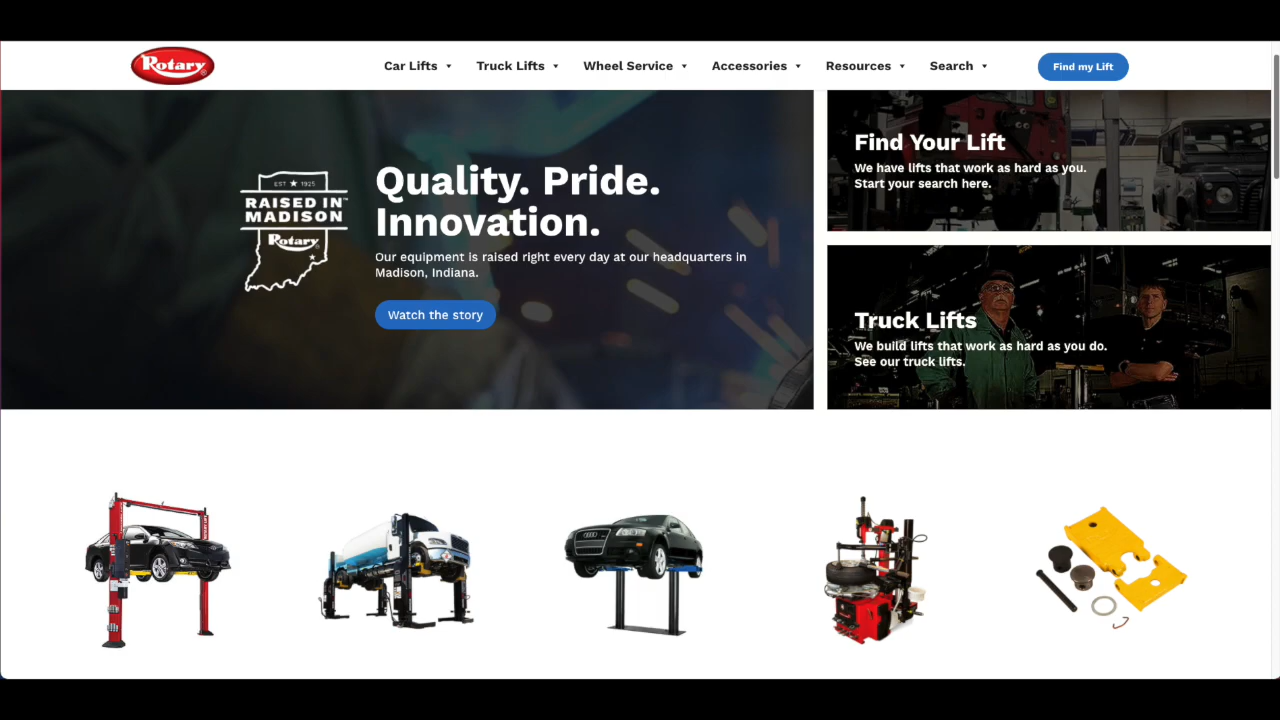 Rotary
Car Lifts
Truck Lifts
Wheel Service
Accessories
Resources
Search
Find my Lift
EST ★ 1925
RAISED IN
MADISON™
Rotary
Quality. Pride.
Innovation.
Our equipment is raised right every day at our headquarters in
Madison, Indiana.
Watch the story
Find Your Lift
We have lifts that work as hard as you.
Start your search here.
Truck Lifts
We build lifts that work as hard as you do.
See our truck lifts.